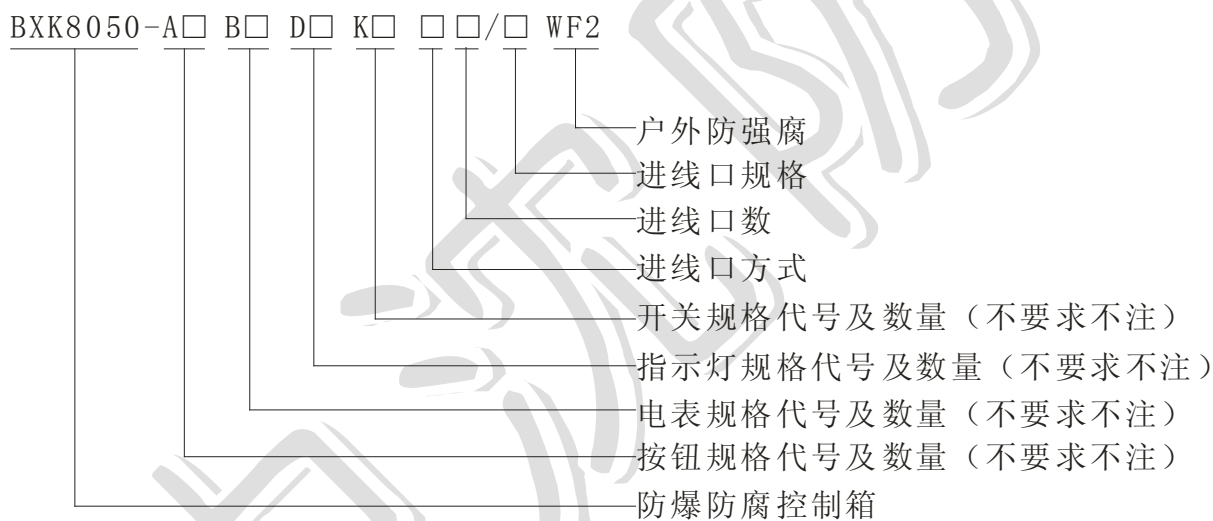 BXK8050-A□ B□ D□ K□ □□/□ WF2
户外防强腐
进线口规格
进线口数
进线口方式
开关规格代号及数量（不要求不注）
指示灯规格代号及数量（不要求不注）
电表规格代号及数量（不要求不注）
按钮规格代号及数量（不要求不注）
防爆防腐控制箱